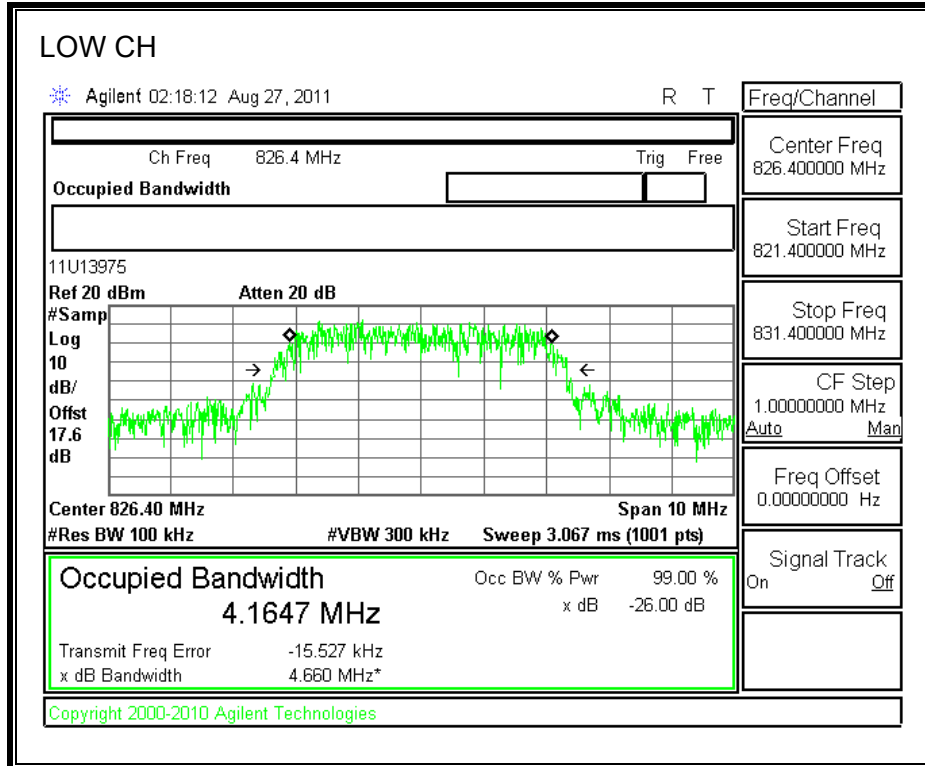 LOW CH
Agilent 02:18:12 Aug 27, 2011 R T
Freq/Channel
Ch Freq 826.4 MHz Trig Free
Occupied Bandwidth
Center Freq
826.400000 MHz
Start Freq
821.400000 MHz
11U13975
Ref 20 dBm Atten 20 dB
#Samp
Log
10
dB/
Offst
17.6
dB
Stop Freq
831.400000 MHz
CF Step
1.00000000 MHz
Auto Man
Freq Offset
0.00000000 Hz
Center 826.40 MHz Span 10 MHz
#Res BW 100 kHz #VBW 300 kHz Sweep 3.067 ms (1001 pts)
Signal Track
On Off
Occupied Bandwidth Occ BW % Pwr 99.00 %
4.1647 MHz x dB -26.00 dB
Transmit Freq Error -15.527 kHz
x dB Bandwidth 4.660 MHz*
Copyright 2000-2010 Agilent Technologies